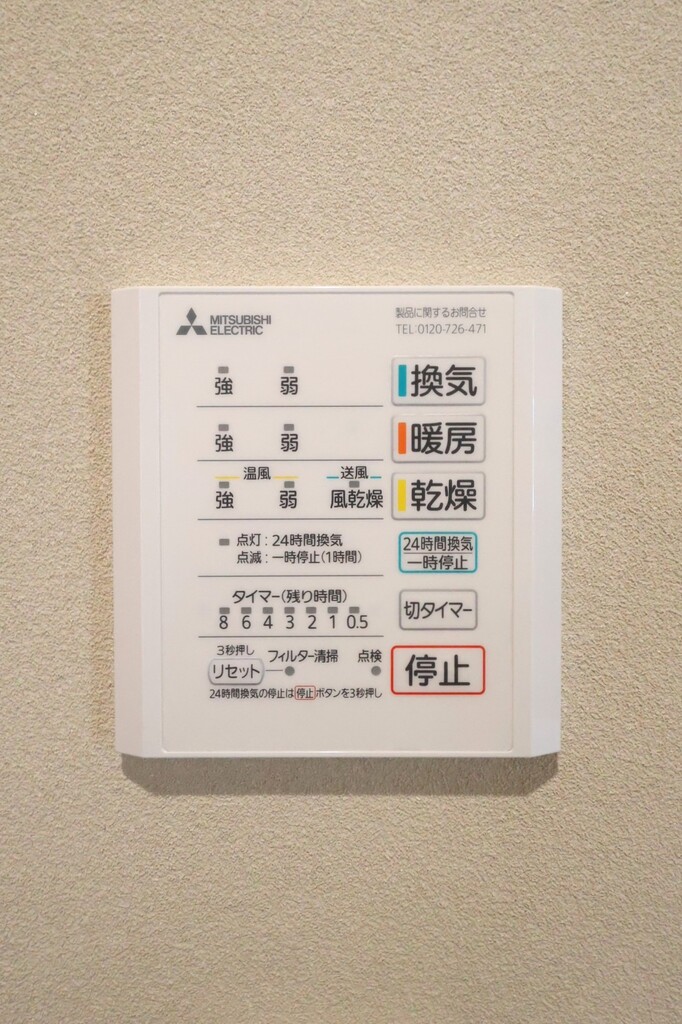 MITSUBISHI
ELECTRIC
製品に関するお問合せ
TEL:0120-726-471
強 弱 換気
強 弱 暖房
温風 送風
強 弱 風乾燥 乾燥
点灯:24時間換気
点滅:一時停止(1時間)
24時間換気
一時停止
タイマー(残り時間)
8 6 4 3 2 1 0.5
切タイマー
3秒押し
リセット フィルター清掃 点検
停止
24時間換気の停止は停止ボタンを3秒押し